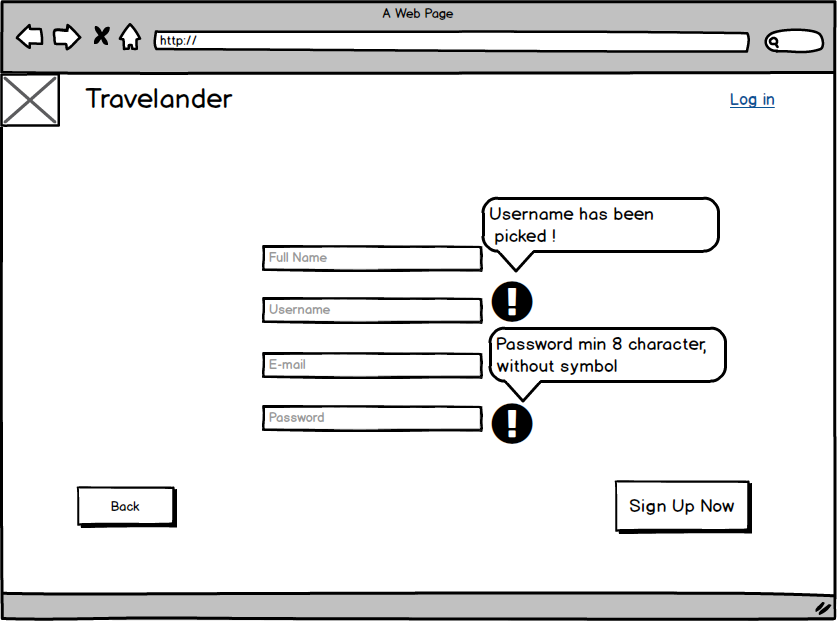 A Web Page
http://
Travelander
Log in
Username has been
picked !
Full Name
Username
Password min 8 character,
without symbol
E-mail
Password
Back
Sign Up Now